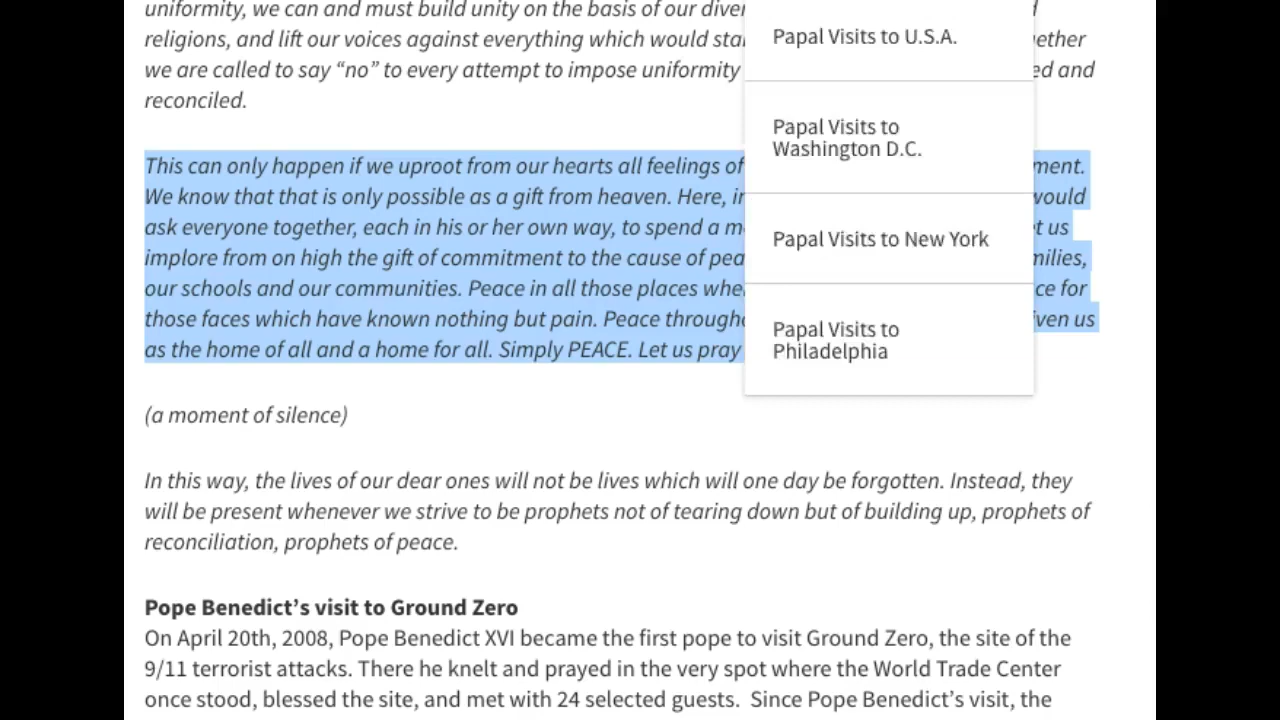 uniformity, we can and must build unity on the basis of our
religions, and lift our voices against everything which would
we are called to say “no” to every attempt to impose uniformity ed and
reconciled.
This can only happen if we uproot from our hearts all feelings of
We know that that is only possible as a gift from heaven. Here, would
ask everyone together, each in his or her own way, to spend a us
implore from on high the gift of commitment to the cause of
our schools and our communities. Peace in all those places for
those faces which have known nothing but pain. Peace us
as the home of all and a home for all. Simply PEACE. Let us pray
Papal Visits to U.S.A.
Papal Visits to
Washington D.C.
Papal Visits to New York
Papal Visits to
Philadelphia
(a moment of silence)
In this way, the lives of our dear ones will not be lives which will one day be forgotten. Instead, they
will be present whenever we strive to be prophets not of tearing down but of building up, prophets of
reconciliation, prophets of peace.
Pope Benedict’s visit to Ground Zero
On April 20th, 2008, Pope Benedict XVI became the first pope to visit Ground Zero, the site of the
9/11 terrorist attacks. There he knelt and prayed in the very spot where the World Trade Center
once stood, blessed the site, and met with 24 selected guests.  Since Pope Benedict’s visit, the